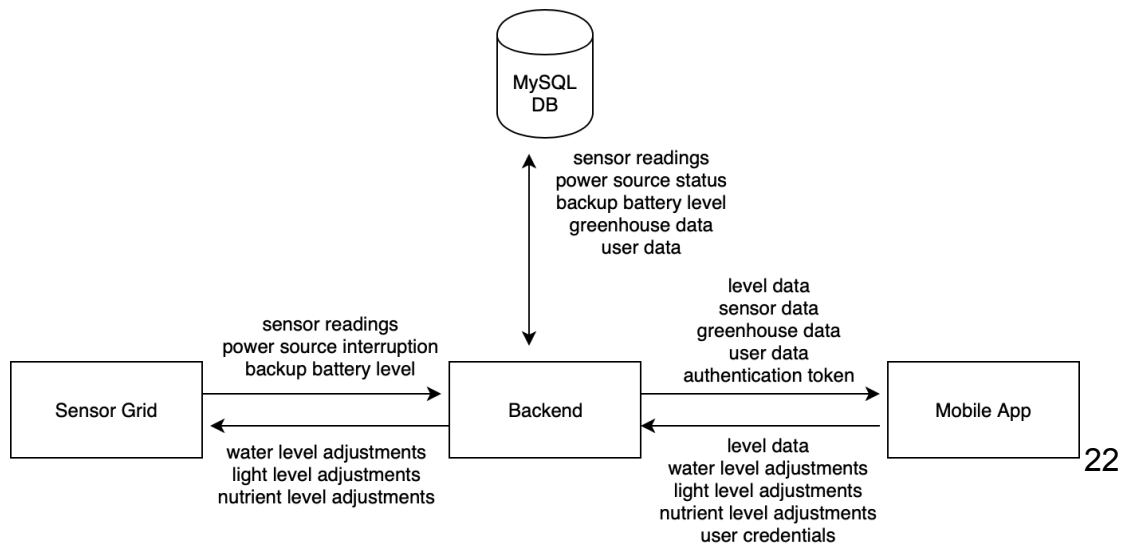 MySQL
DB
sensor readings
power source status
backup battery level
greenhouse data
user data
level data
sensor data
greenhouse data
user data
authentication token
sensor readings
power source interruption
backup battery level
Sensor Grid
Backend
Mobile App
water level adjustments
light level adjustments
nutrient level adjustments
level data
water level adjustments
light level adjustments
nutrient level adjustments
user credentials
22